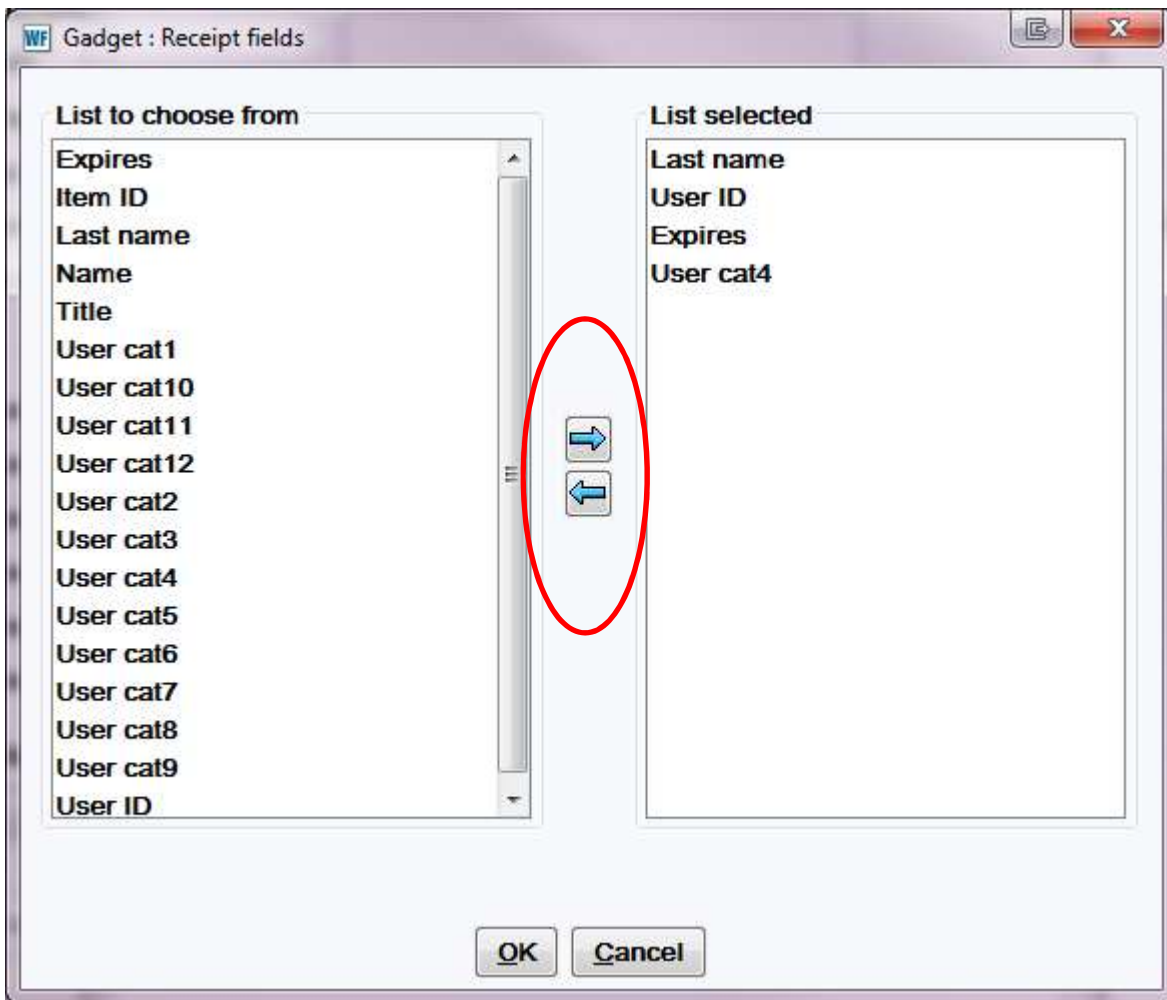 WF Gadget : Receipt fields
List to choose from
Expires
Item ID
Last name
Name
Title
User cat1
User cat10
User cat11
User cat12
User cat2
User cat3
User cat4
User cat5
User cat6
User cat7
User cat8
User cat9
User ID
List selected
Last name
User ID
Expires
User cat4
OK
Cancel